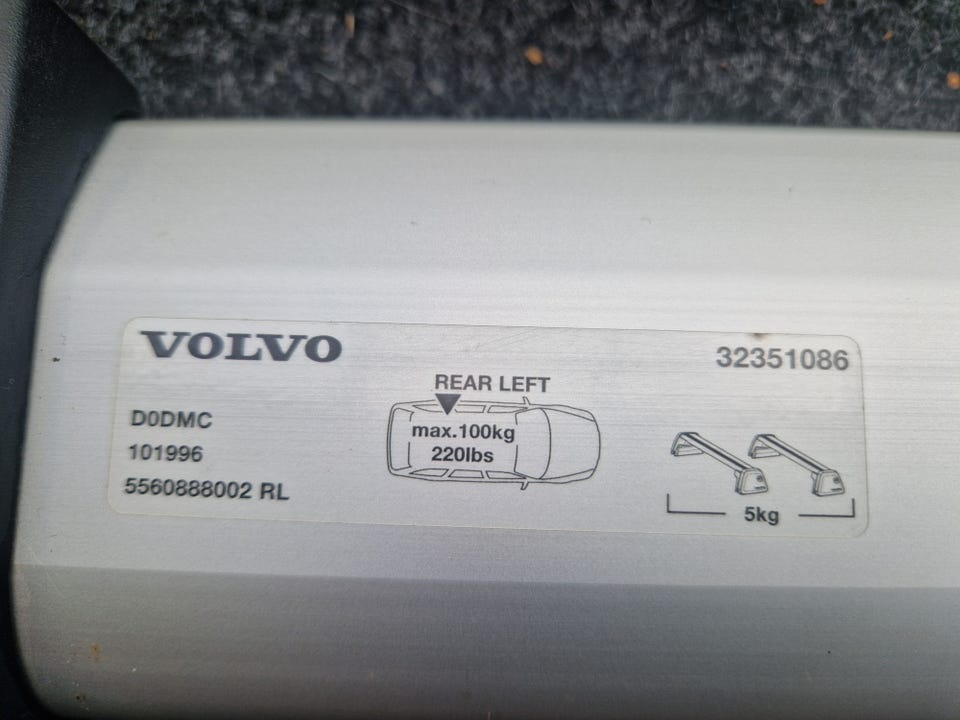 VOLVO
32351086
REAR LEFT
max.100kg
220lbs
D0DMC
101996
5560888002 RL
5kg